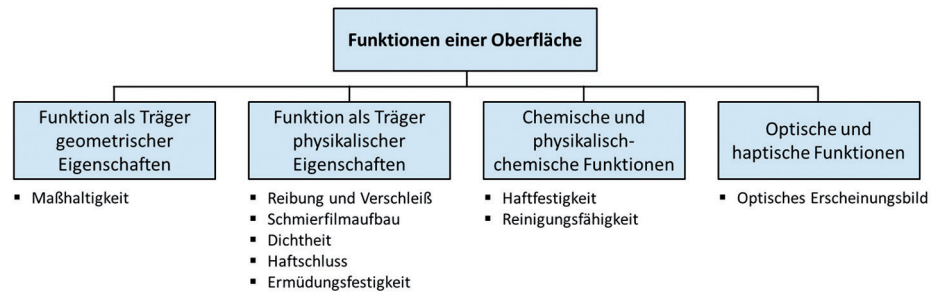 Funktionen einer Oberfläche
Funktion als Träger
geometrischer
Eigenschaften
▪ Maßhaltigkeit
Funktion als Träger
physikalischer
Eigenschaften
▪ Reibung und Verschleiß
▪ Schmierfilmaufbau
▪ Dichtheit
▪ Haftschluss
▪ Ermüdungsfestigkeit
Chemische und
physikalisch-
chemische Funktionen
▪ Haftfestigkeit
▪ Reinigungsfähigkeit
Optische und
haptische Funktionen
▪ Optisches Erscheinungsbild